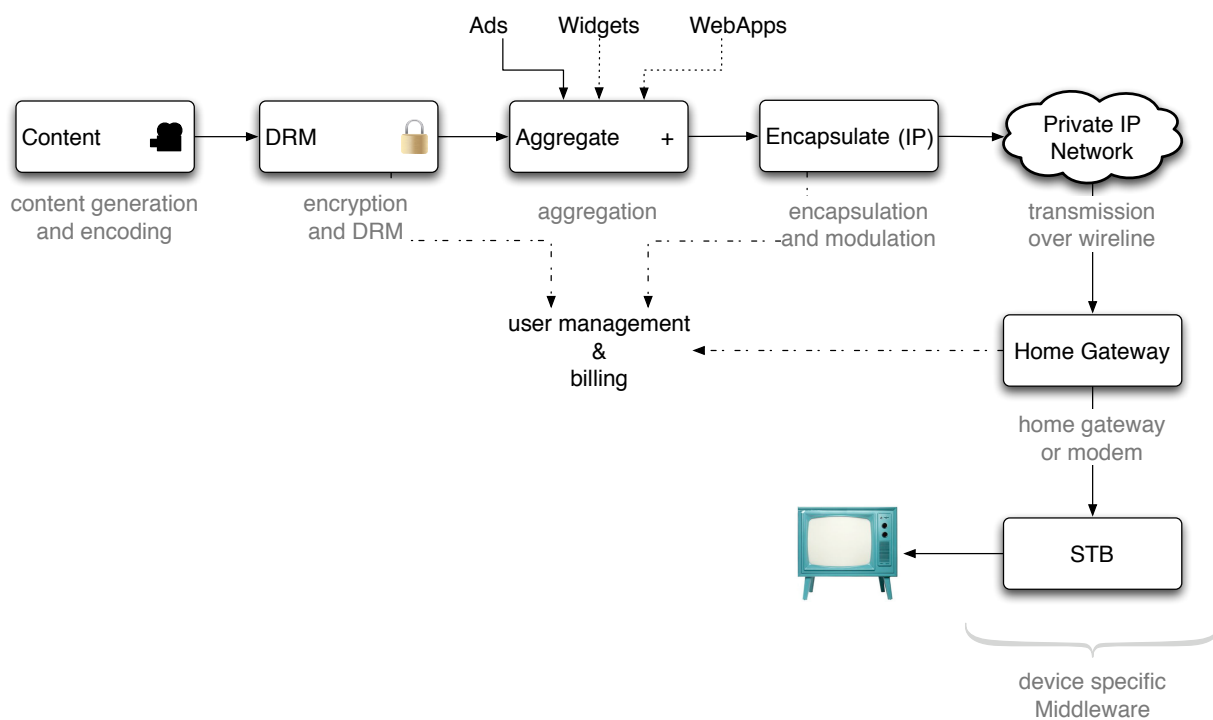 Ads
Widgets
WebApps
Content
DRM
Aggregate +
Encapsulate (IP)
Private IP
Network
content generation
and encoding
encryption
and DRM
aggregation
encapsulation
and modulation
transmission
over wireline
user management
&
billing
Home Gateway
home gateway
or modem
STB
device specific
Middleware